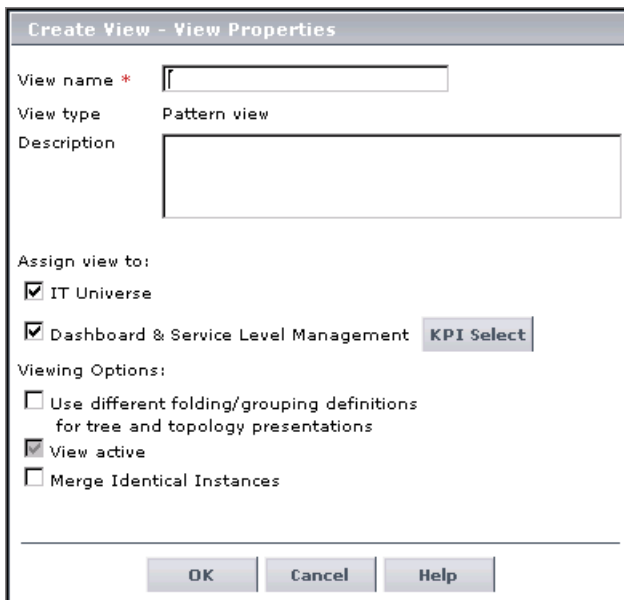 Create View - View Properties
View name *
View type Pattern view
Description
Assign view to:
IT Universe
Dashboard & Service Level Management KPI Select
Viewing Options:
Use different folding/grouping definitions
for tree and topology presentations
View active
Merge Identical Instances
OK Cancel Help